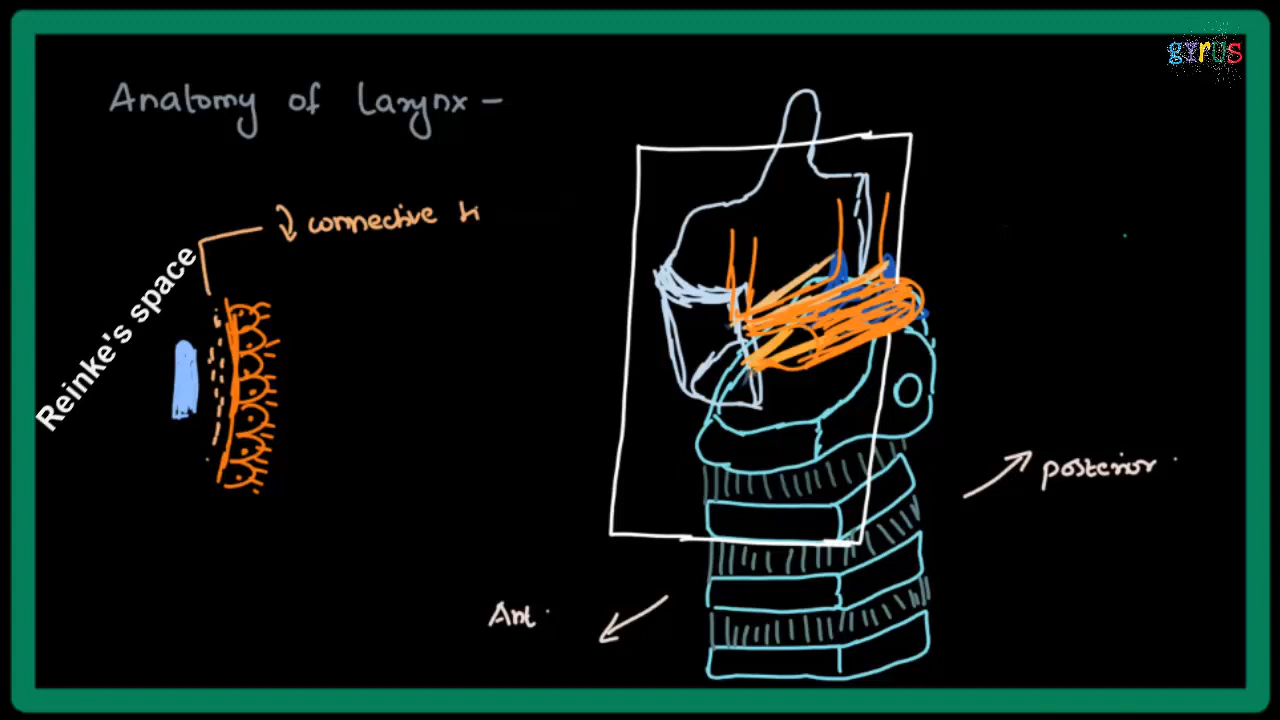 gyrus
Anatomy of Larynx -
↓ connective
Reinke's space
posterior
Ant.